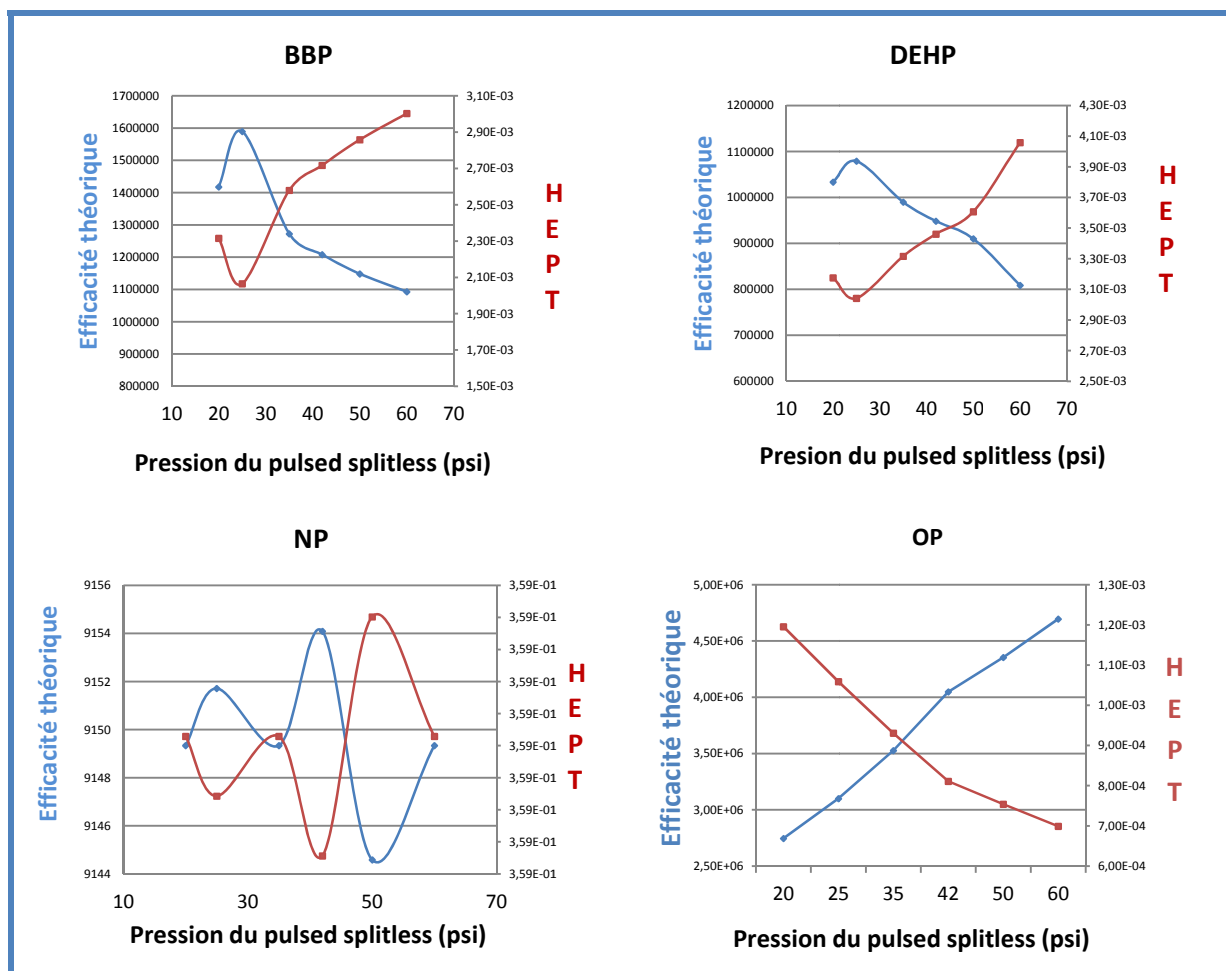 BBP
Efficacité théorique
1700000
1600000
1500000
1400000
1300000
1200000
1100000
1000000
900000
800000
3,10E-03
2,90E-03
2,70E-03
2,50E-03
2,30E-03
2,10E-03
1,90E-03
1,70E-03
1,50E-03
H
E
P
T
10 20 30 40 50 60 70
Pression du pulsed splitless (psi)
DEHP
Efficacité théorique
1200000
1100000
1000000
900000
800000
700000
600000
4,30E-03
4,10E-03
3,90E-03
3,70E-03
3,50E-03
3,30E-03
3,10E-03
2,90E-03
2,70E-03
2,50E-03
H
E
P
T
10 20 30 40 50 60 70
Presion du pulsed splitless (psi)
NP
Efficacité théorique
9156
9154
9152
9150
9148
9146
9144
3,59E-01
3,59E-01
3,59E-01
3,59E-01
3,59E-01
3,59E-01
3,59E-01
3,59E-01
3,59E-01
3,59E-01
H
E
P
T
10 30 50 70
Pression du pulsed splitless (psi)
OP
Efficacité théorique
5,00E+06
4,50E+06
4,00E+06
3,50E+06
3,00E+06
2,50E+06
1,30E-03
1,20E-03
1,10E-03
1,00E-03
9,00E-04
8,00E-04
7,00E-04
6,00E-04
H
E
P
T
20 25 35 42 50 60
Pression du pulsed splitless (psi)